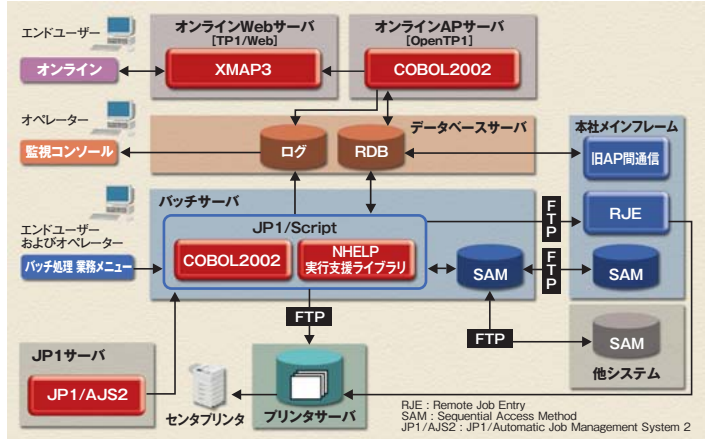 エンドユーザー
オンライン
オンラインWebサーバ
[TP1/Web]
XMAP3
オンラインAPサーバ
[OpenTP1]
COBOL2002
オペレーター
監視コンソール
データベースサーバ
ログ
RDB
本社メインフレーム
旧AP間通信
RJE
SAM
バッチサーバ
JP1/Script
COBOL2002
NHELP
実行支援ライブラリ
SAM
FTP
FTP
エンドユーザー
およびオペレーター
バッチ処理 業務メニュー
FTP
FTP
SAM
他システム
JP1サーバ
JP1/AJS2
センタプリンタ
プリンタサーバ
RJE : Remote Job Entry
SAM : Sequential Access Method
JP1/AJS2 : JP1/Automatic Job Management System 2